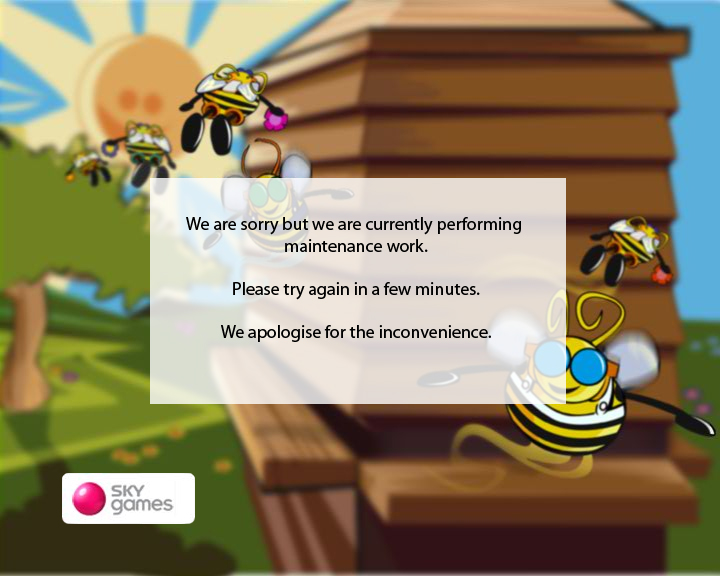 We are sorry but we are currently performing
maintenance work.
Please try again in a few minutes.
We apologise for the inconvenience.
SKY
games